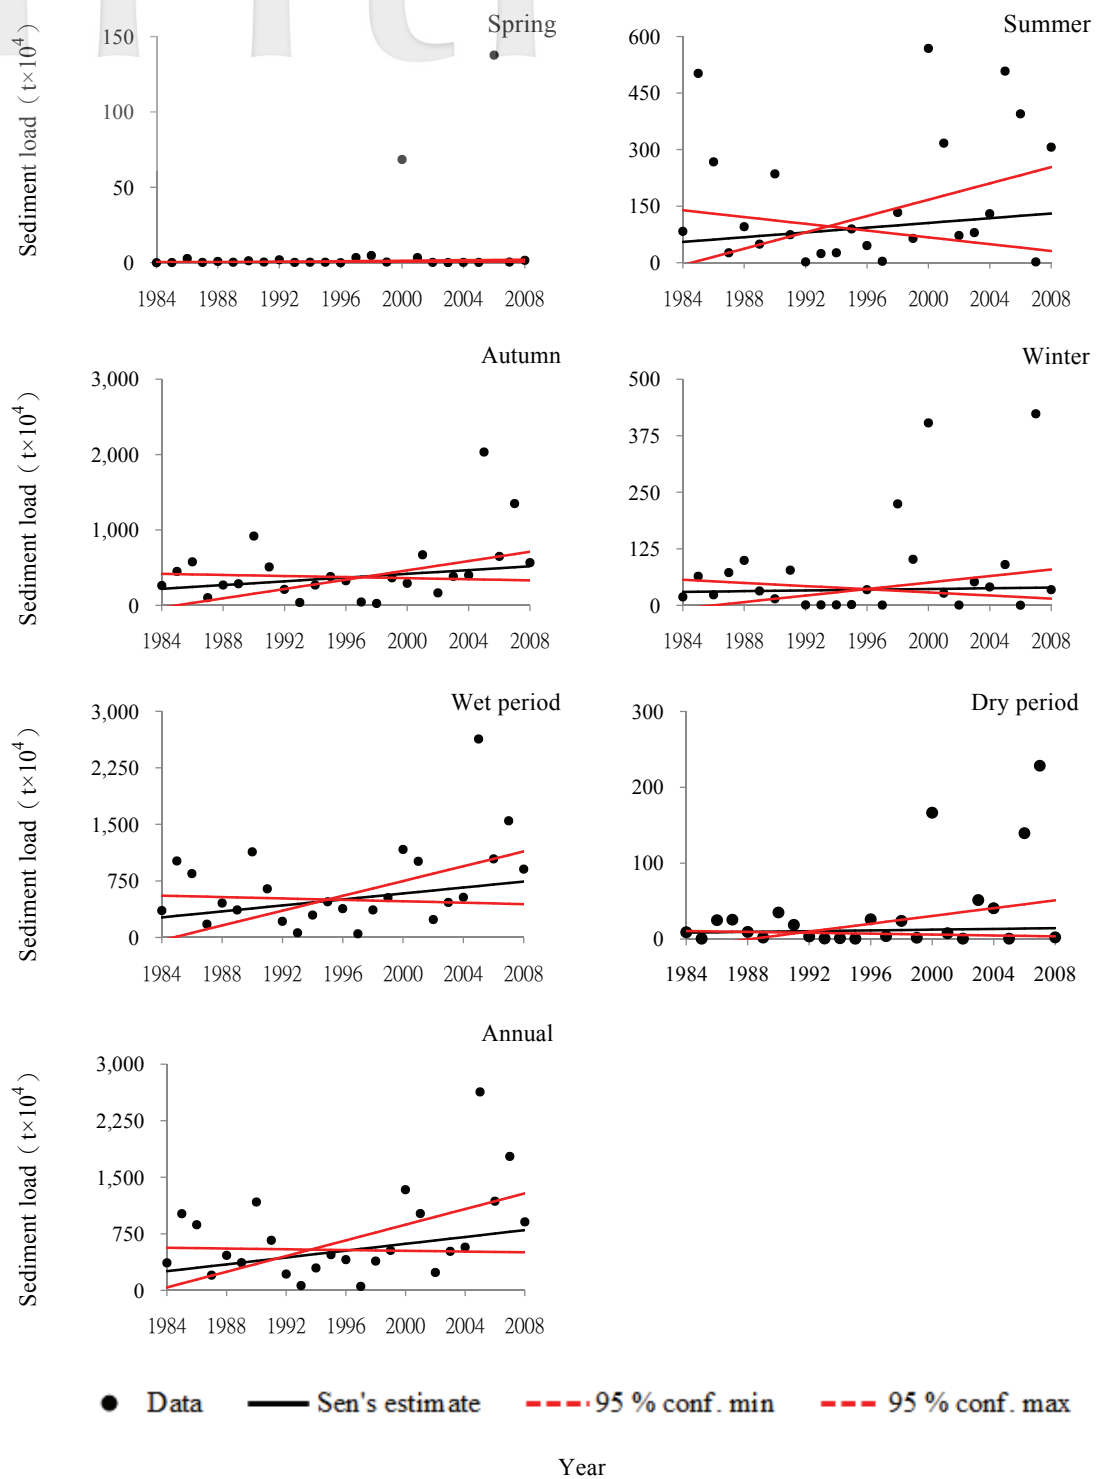 Spring
Sediment load (t×10⁴)
150
100
50
0
1984 1988 1992 1996 2000 2004 2008
Summer
600
450
300
150
0
1984 1988 1992 1996 2000 2004 2008
Autumn
Sediment load (t×10⁴)
3,000
2,000
1,000
0
1984 1988 1992 1996 2000 2004 2008
Winter
500
375
250
125
0
1984 1988 1992 1996 2000 2004 2008
Wet period
Sediment load (t×10⁴)
3,000
2,250
1,500
750
0
1984 1988 1992 1996 2000 2004 2008
Dry period
300
200
100
0
1984 1988 1992 1996 2000 2004 2008
Annual
Sediment load (t×10⁴)
3,000
2,250
1,500
750
0
1984 1988 1992 1996 2000 2004 2008
Data Sen's estimate 95 % conf. min 95 % conf. max
Year